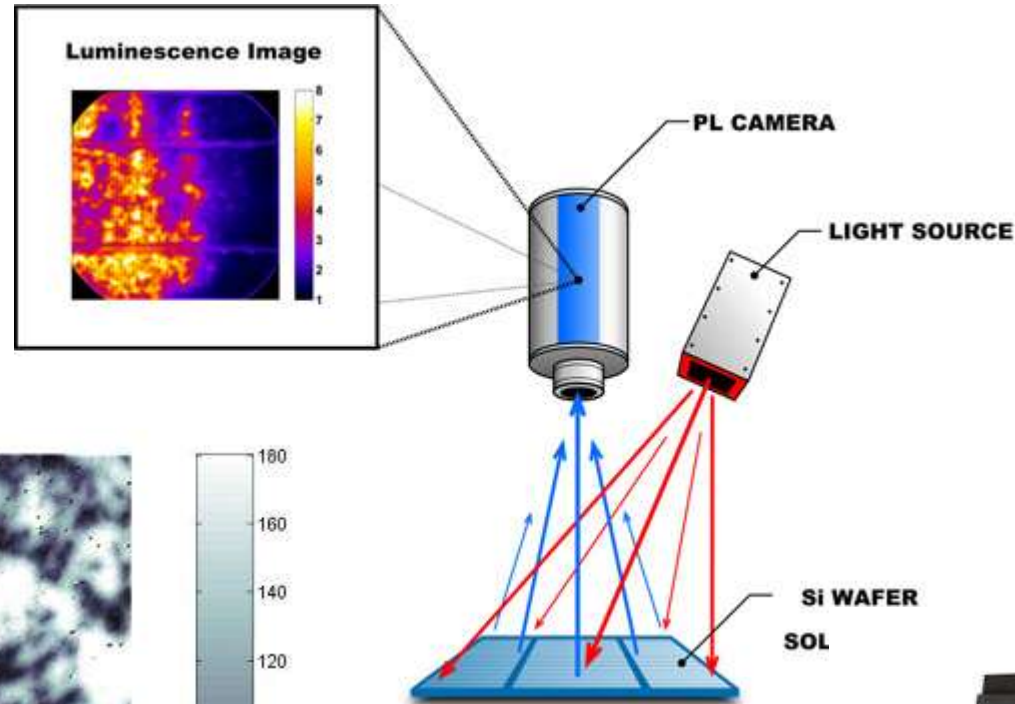 Luminescence Image
8
7
6
5
4
3
2
1
PL CAMERA
LIGHT SOURCE
180
160
140
120
Si WAFER
SOL